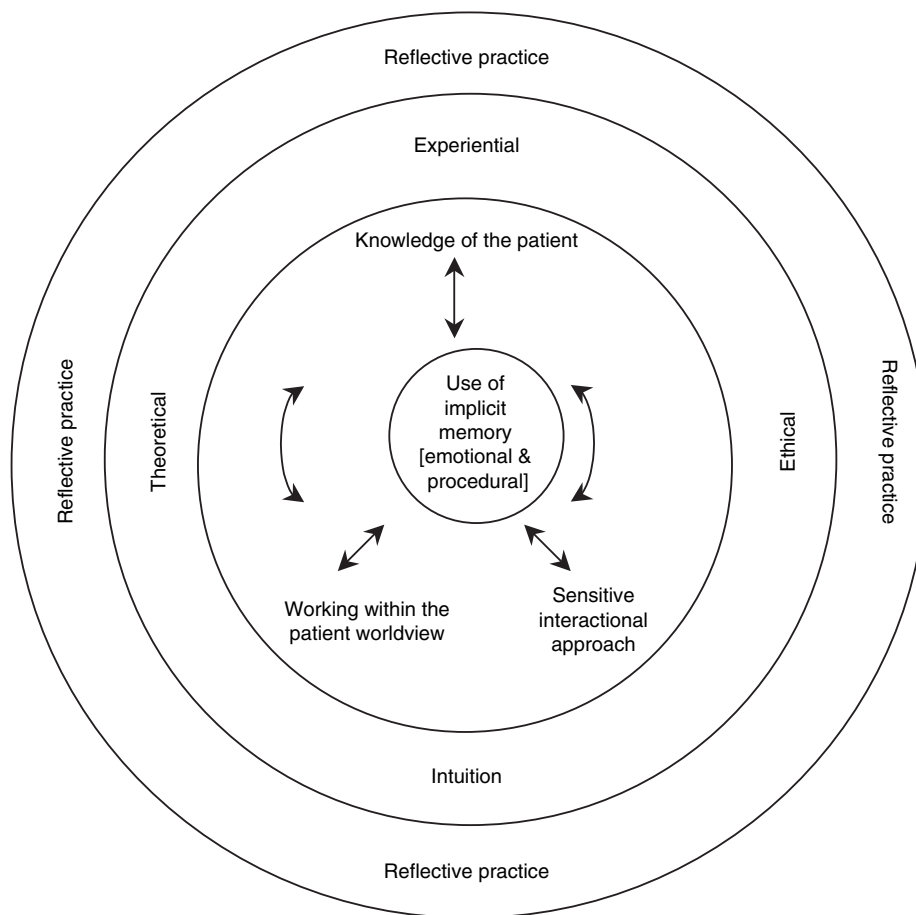 Reflective practice
Experiential
Knowledge of the patient
Reflective practice
Theoretical
Use of
implicit
memory
[emotional &
procedural]
Ethical
Reflective practice
Working within the
patient worldview
Sensitive
interactional
approach
Intuition
Reflective practice